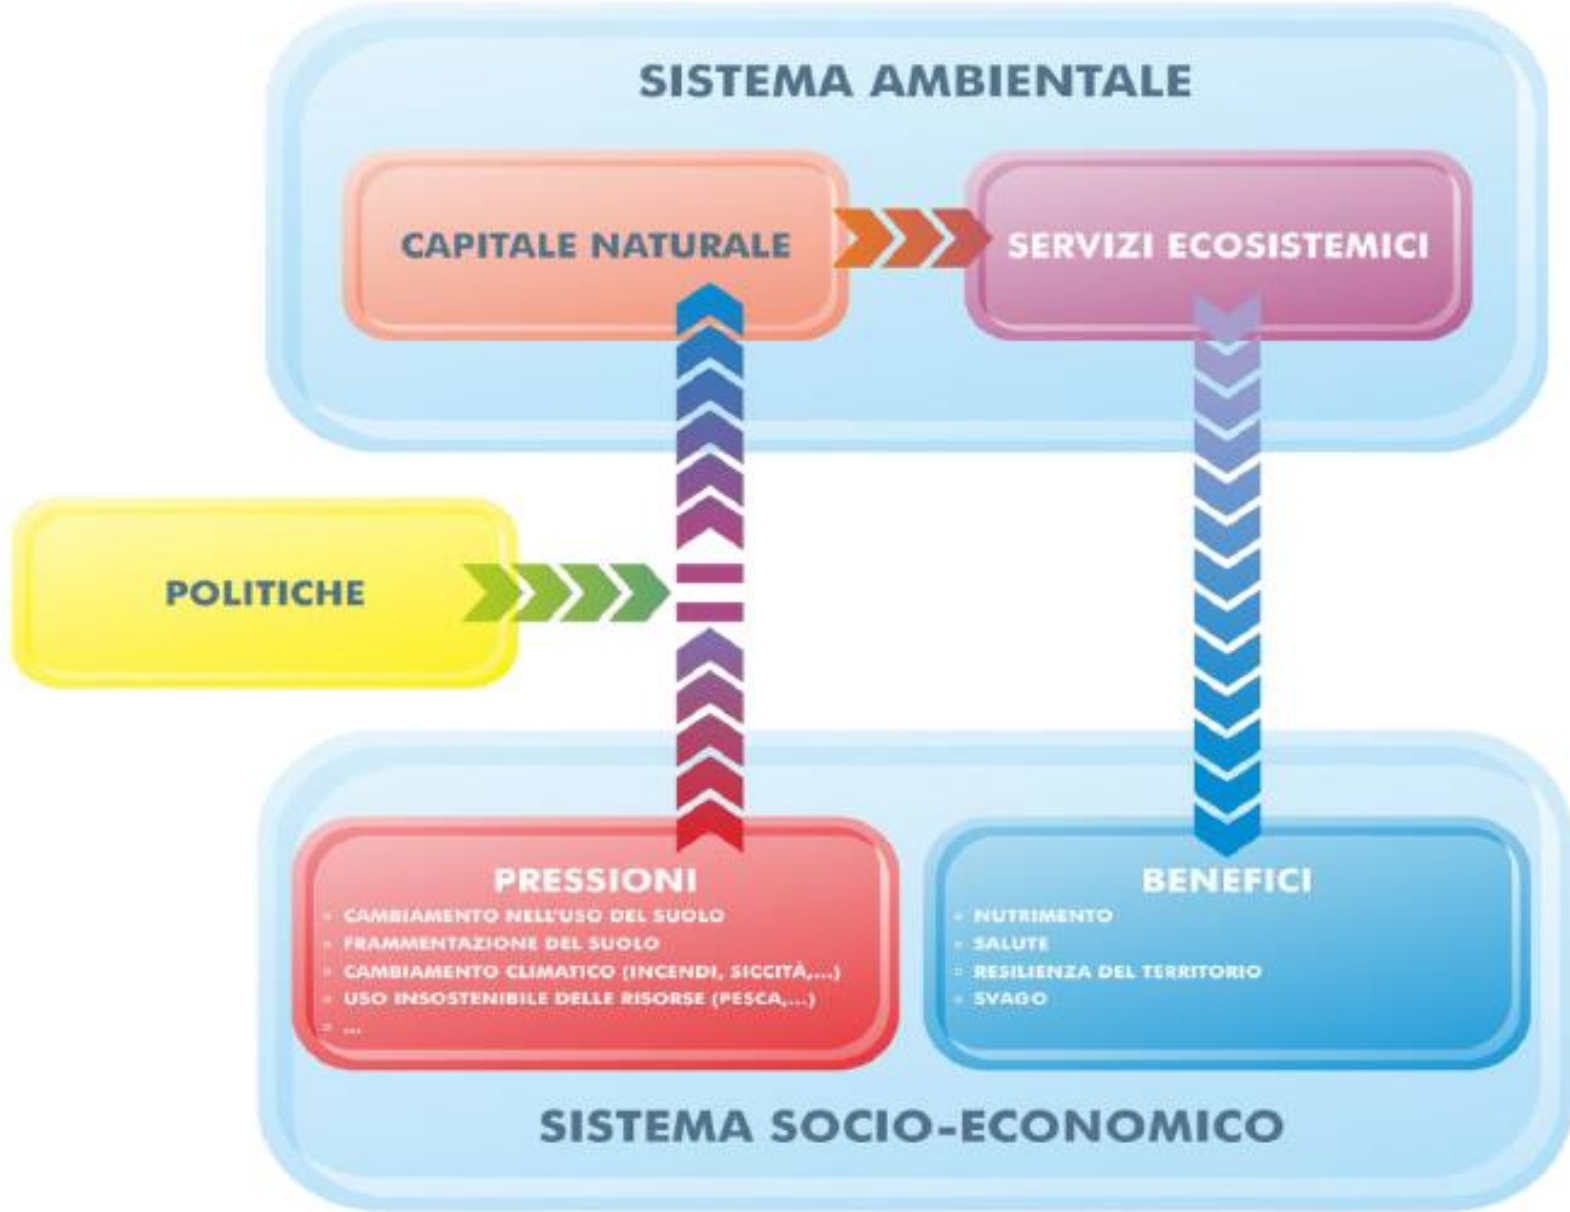 SISTEMA AMBIENTALE
CAPITALE NATURALE
SERVIZI ECOSISTEMICI
POLITICHE
PRESSIONI
▫ CAMBIAMENTO NELL'USO DEL SUOLO
▫ FRAMMENTAZIONE DEL SUOLO
▫ CAMBIAMENTO CLIMATICO (INCENDI, SICCITÀ,...)
▫ USO INSOSTENIBILE DELLE RISORSE (PESCA,...)
▫ ...
BENEFICI
▫ NUTRIMENTO
▫ SALUTE
▫ RESILIENZA DEL TERRITORIO
▫ SVAGO
SISTEMA SOCIO-ECONOMICO